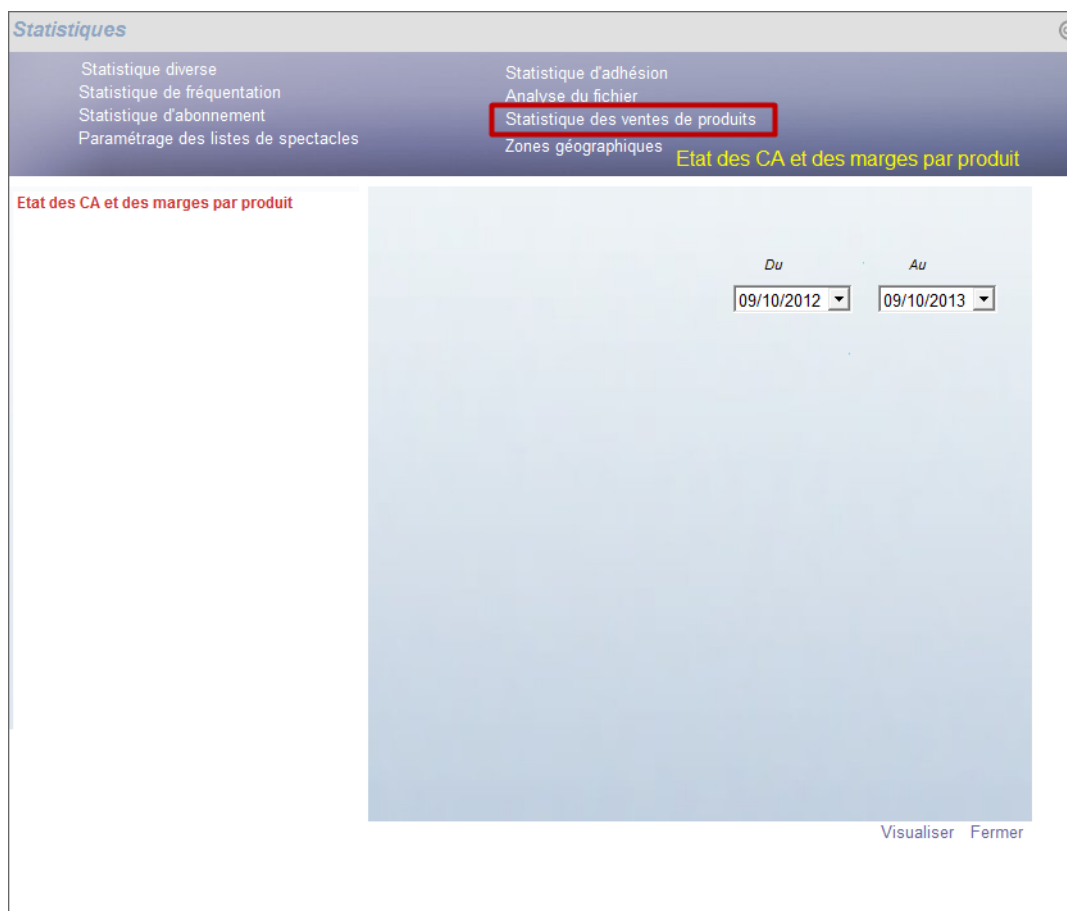 Statistiques
Statistique diverse
Statistique de fréquentation
Statistique d'abonnement
Paramétrage des listes de spectacles
Statistique d'adhésion
Analyse du fichier
Statistique des ventes de produits
Zones géographiques
Etat des CA et des marges par produit
Etat des CA et des marges par produit
Du Au
09/10/2012 09/10/2013
Visualiser Fermer